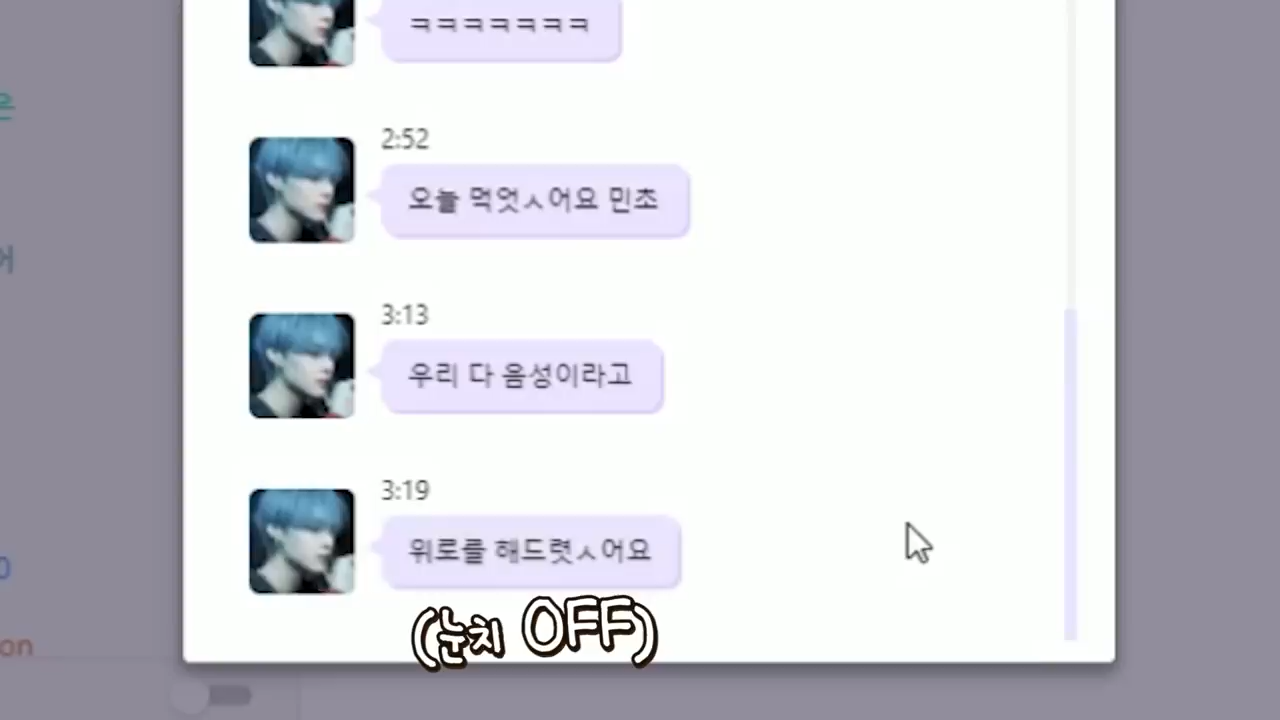 ㅋㅋㅋㅋㅋㅋㅋ
2:52
오늘 먹엇ㅅ어요 민초
3:13
우리 다 음성이라고
3:19
위로를 해드렷ㅅ어요
(눈치 OFF)
on